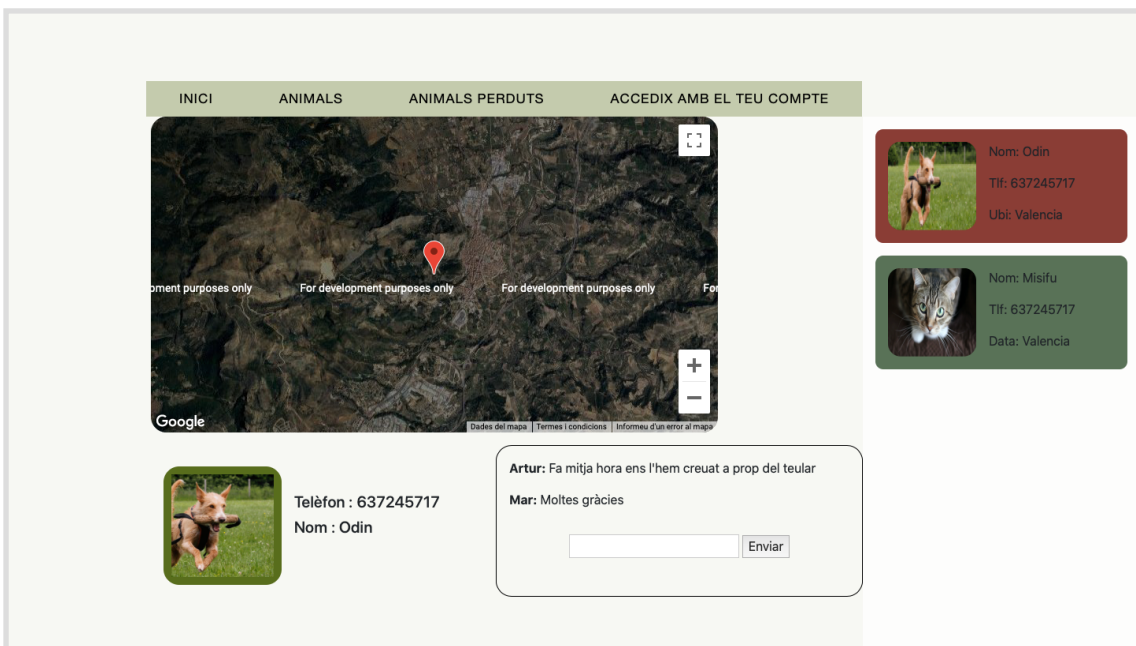 INICI ANIMALS ANIMALS PERDUTS ACCEDIX AMB EL TEU COMPTE
opment purposes only For development purposes only For development purposes only For
Google
Dades del mapa Termes i condicions Informeu d'un error al mapa
Nom: Odin
Tlf: 637245717
Ubi: Valencia
Nom: Misifu
Tlf: 637245717
Data: Valencia
Telèfon : 637245717
Nom : Odin
Artur: Fa mitja hora ens l'hem creuat a prop del teular
Mar: Moltes gràcies
Enviar